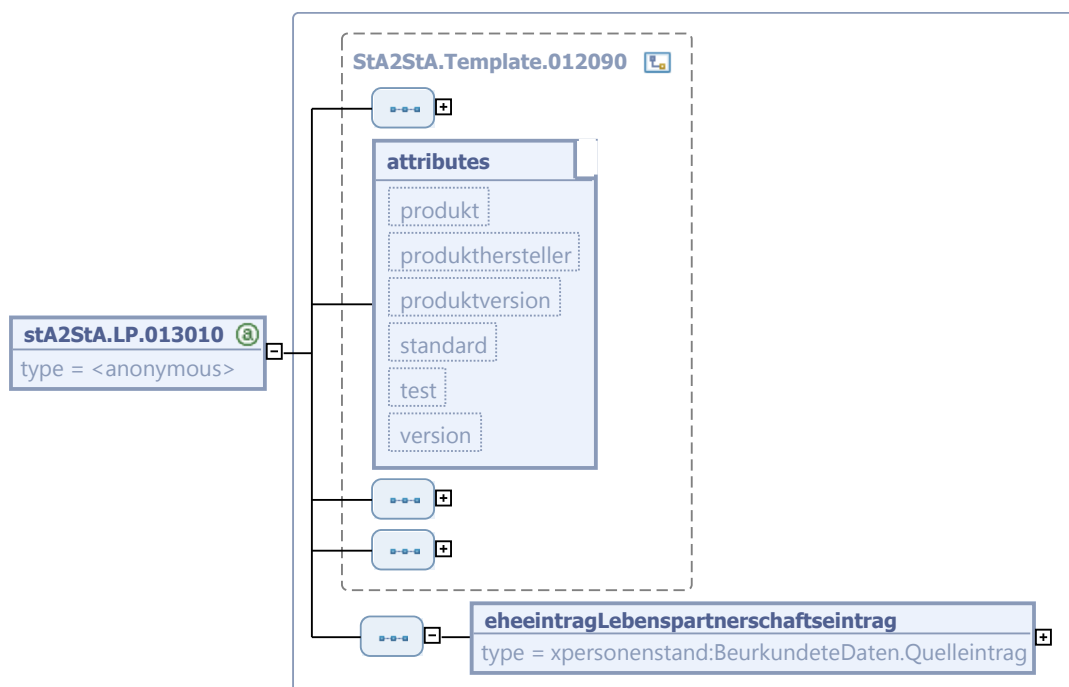 StA2StA.Template.012090
attributes
produkt
produkthersteller
produktversion
standard
test
version
stA2StA.LP.013010 a
type = <anonymous>
eheeintragLebenspartnerschaftseintrag
type = xpersonenstand:BeurkundeteDaten.Quelleintrag